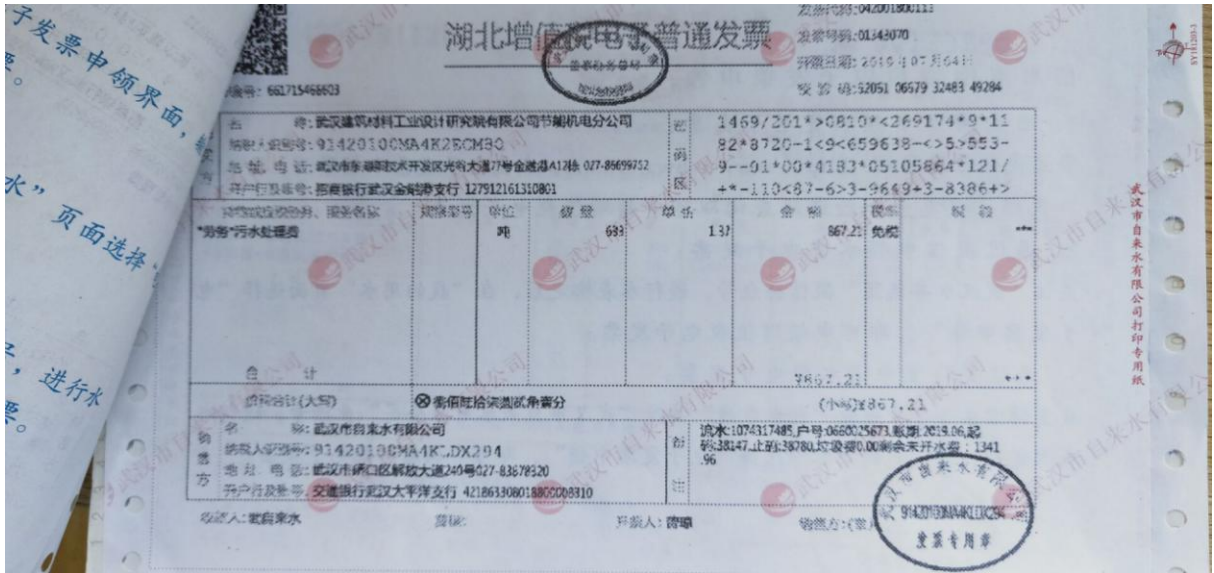 子发票申领界面,
票。
水”页面选择“
，进行水
票。
湖北增值税电子普通发票
发票代码:042001800113
发票号码:01343070
开票日期: 2019年07月04日
校验码:52051 06679 32483 49284
机器编号: 661715466603
名 称: 武汉建筑材料工业设计研究院有限公司节能机电分公司
纳税人识别号: 91420100MA4K2ECM30
地址、电话: 武汉市东湖新技术开发区光谷大道77号金融港A12栋 027-86699752
开户行及账号: 招商银行武汉金融港支行 127912161310801
密码区
1469/201*>0810*<269174*9*11
82*8720-1<9<659638-<>5>553-
9--01*00*4183*05105864*121/
+*-110<87-6>3-9649+3-8386+>
货物或应税劳务、服务名称 规格型号 单位 数量 单价 金额 税率 税额
*劳务*污水处理费 吨 633 1.37 867.21 免税 ***
合计 ¥867.21 ***
价税合计(大写) ⊗捌佰陆拾柒圆贰角壹分 (小写)¥867.21
销售方
名 称: 武汉市自来水有限公司
纳税人识别号: 91420100MA4KLDX294
地址、电话: 武汉市硚口区解放大道240号027-83878320
开户行及账号: 交通银行武汉太平洋支行 421863308018800008310
备注
流水:1074317485,户号:0660025673,账期:2019.06,起
码:38147,止码:38780,垃圾费0.00剩余未开水费：1341
.96
收款人: 武自来水 复核: 开票人: 龚琼 销售方:(章)
武汉市自来水有限公司
91420100MA4KLDX294
发票专用章
武汉市自来水有限公司打印专用纸